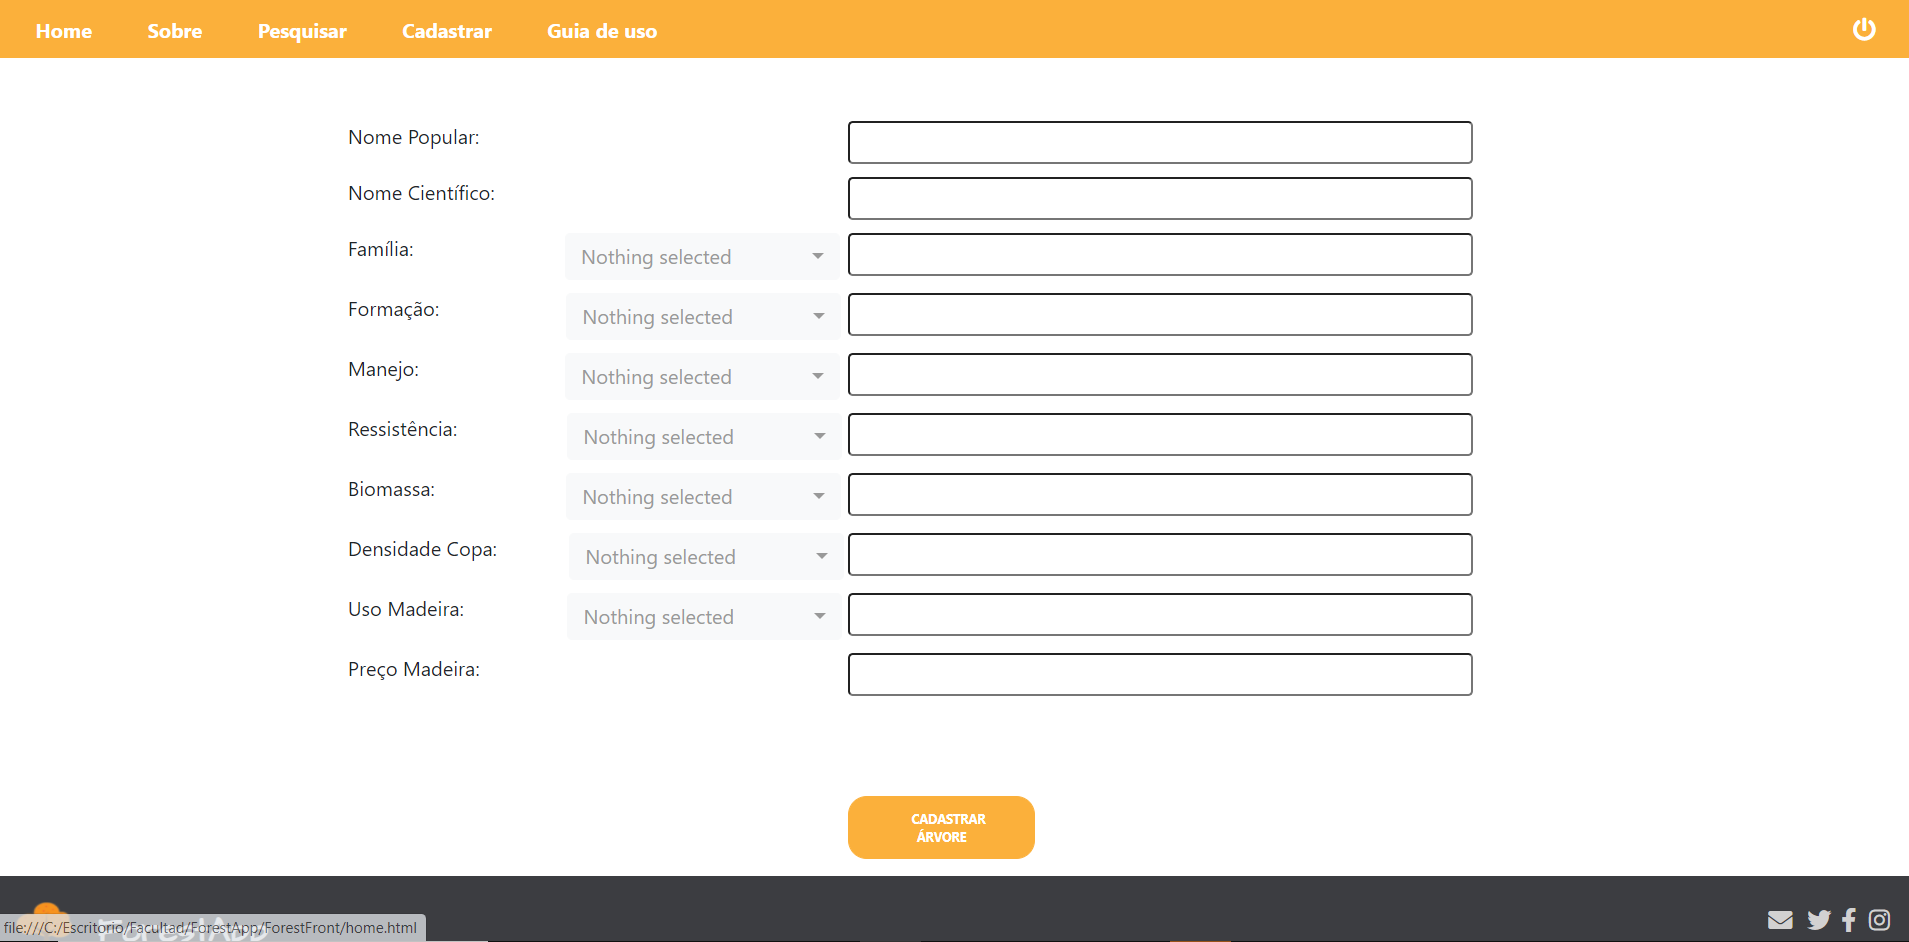 Home Sobre Pesquisar Cadastrar Guia de uso
Nome Popular:
Nome Científico:
Família: Nothing selected
Formação: Nothing selected
Manejo: Nothing selected
Ressistência: Nothing selected
Biomassa: Nothing selected
Densidade Copa: Nothing selected
Uso Madeira: Nothing selected
Preço Madeira:
CADASTRAR
ÁRVORE
ForestApp
file:///C:/Escritorio/Facultad/ForestApp/ForestFront/home.html